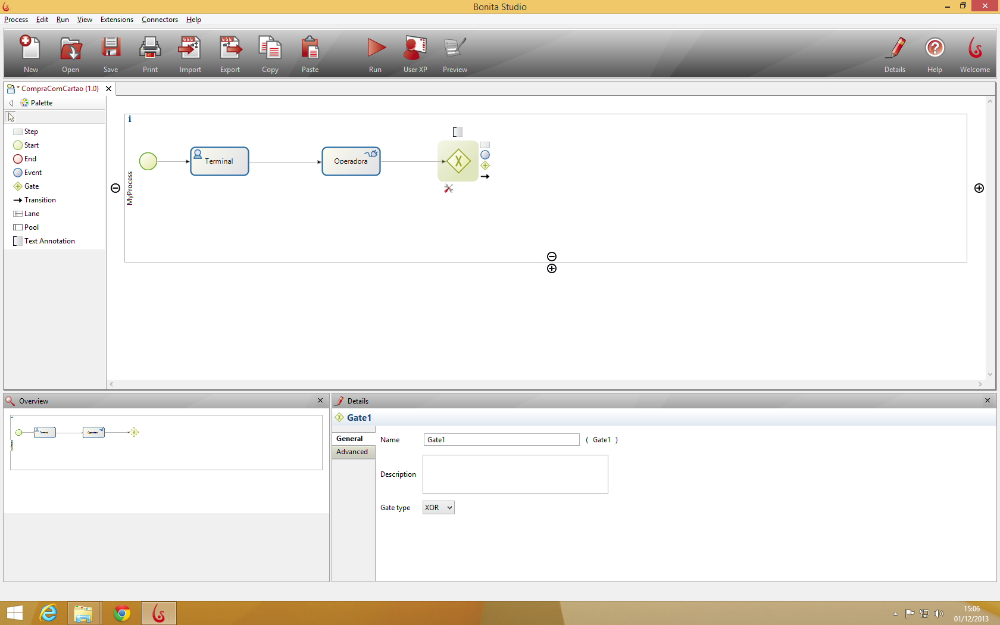 Bonita Studio
Process Edit Run View Extensions Connectors Help
New Open Save Print Import Export Copy Paste Run User XP Preview Details Help Welcome
* CompraComCartao (1.0)
Palette
Step
Start
End
Event
Gate
Transition
Lane
Pool
Text Annotation
MyProcess
Terminal
Operadora
Overview
Terminal
Operadora
Details
Gate1
General
Advanced
Name Gate1 ( Gate1 )
Description
Gate type XOR
15:06
01/12/2013